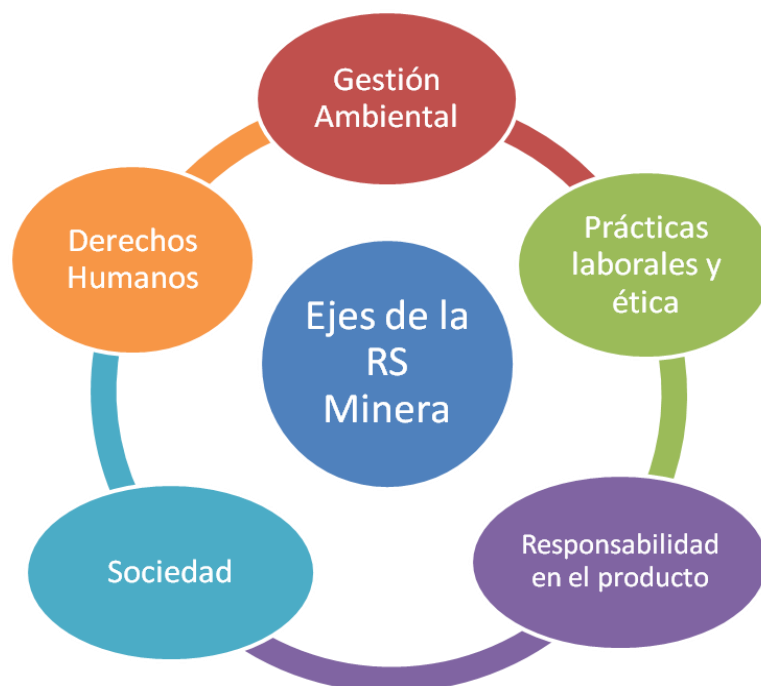 Gestión
Ambiental
Prácticas
laborales y
ética
Responsabilidad
en el producto
Sociedad
Derechos
Humanos
Ejes de la
RS
Minera